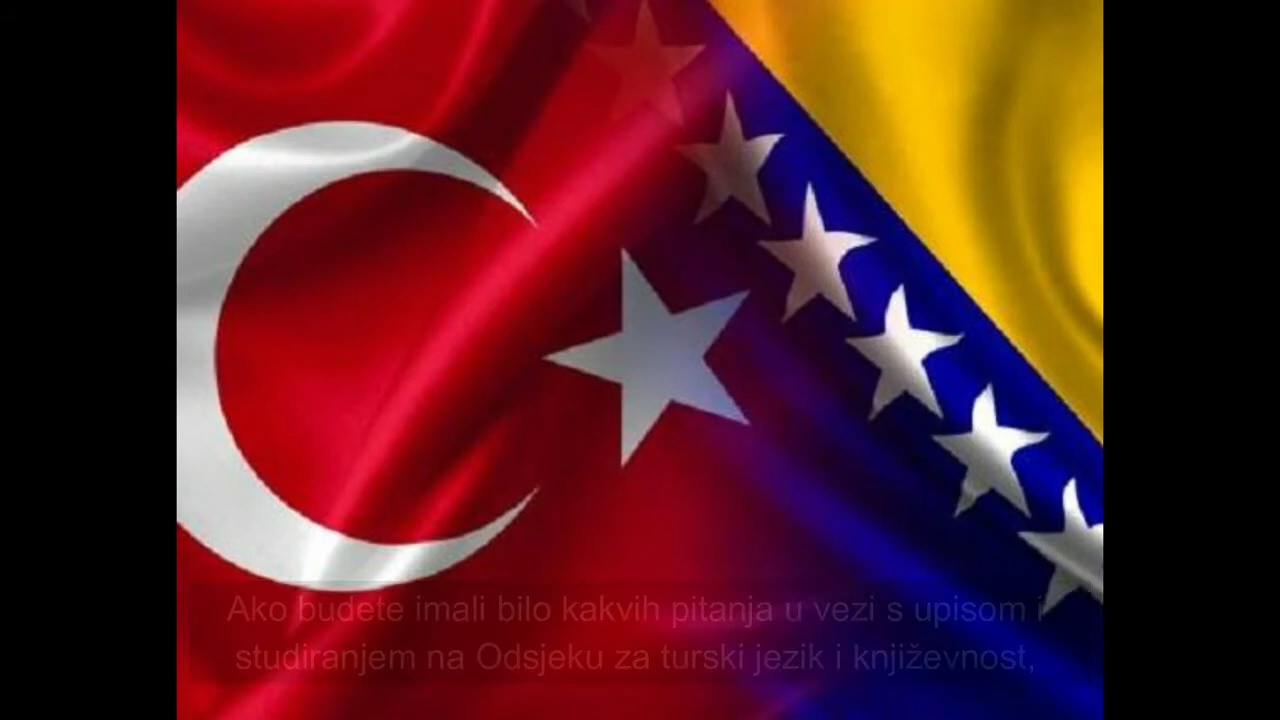 Ako budete imali bilo kakvih pitanja u vezi s upisom i
studiranjem na Odsjeku za turski jezik i književnost,